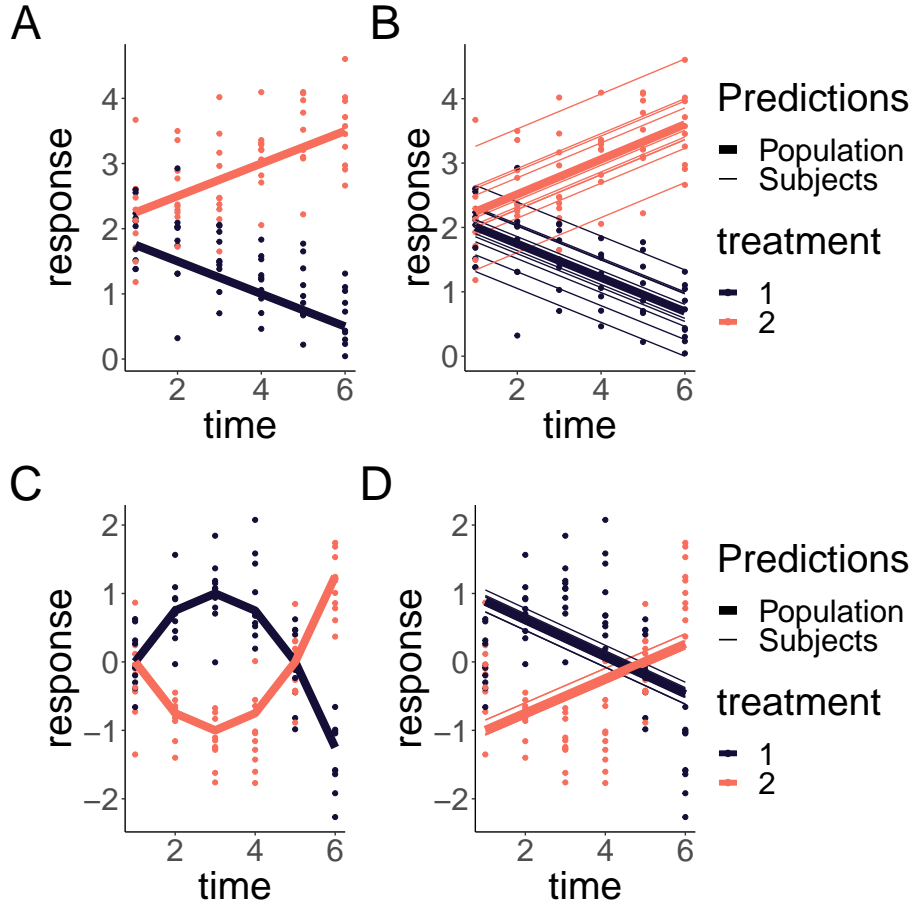 A
response
4
3
2
1
0
2
4
6
time
B
response
4
3
2
1
0
2
4
6
time
Predictions
Population
Subjects
treatment
1
2
C
response
2
1
0
−1
−2
2
4
6
time
D
response
2
1
0
−1
−2
2
4
6
time
Predictions
Population
Subjects
treatment
1
2